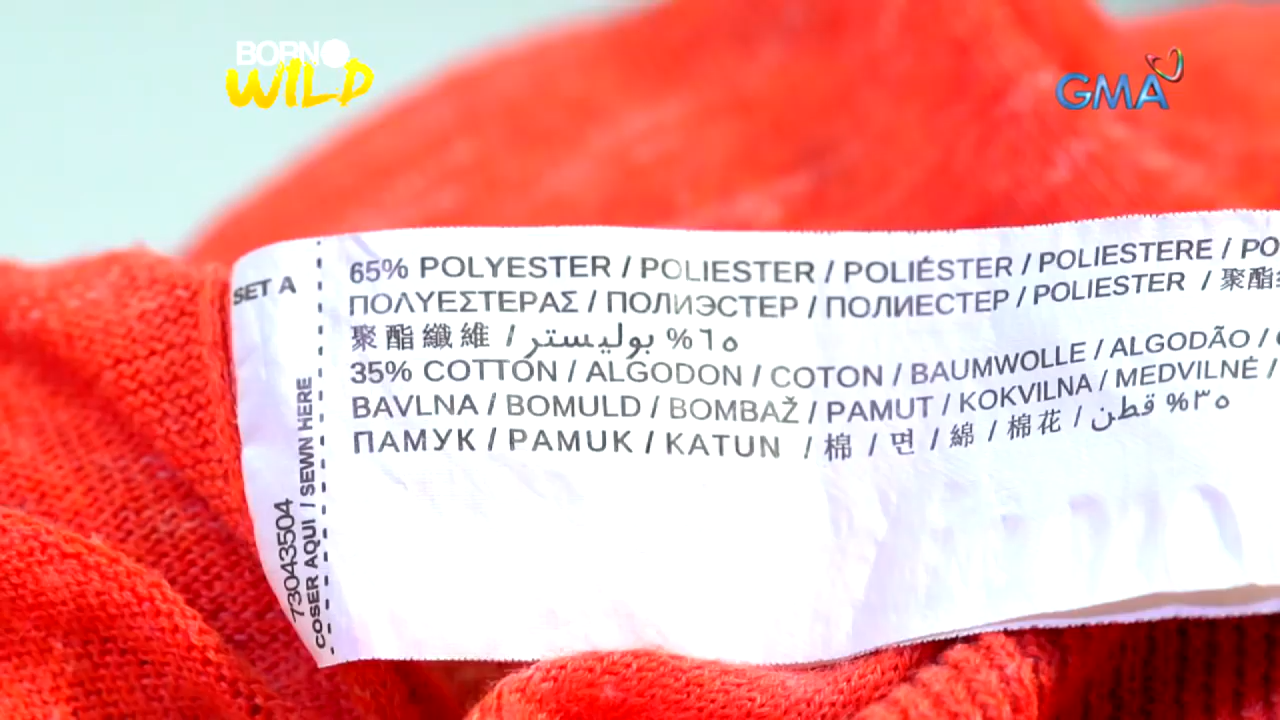 BORN
WILD
GMA
SET A
65% POLYESTER / POLIESTER / POLIÉSTER / POLIESTERE /
ΠΟΛΥΕΣΤΕΡΑΣ / ПОЛИЭСТЕР / ПОЛИЕСТЕР / POLIESTER / 聚酯
聚酯纖維 / بوليستر %٦٥
35% COTTON / ALGODON / COTON / BAUMWOLLE / ALGODÃO /
BAVLNA / BOMULD / BOMBAŽ / PAMUT / KOKVILNA / MEDVILNĖ /
ПАМУК / PAMUK / KATUN / 棉 / 면 / 綿 / 棉花 / قطن %٣٥
73043504
COSER AQUI / SEWN HERE